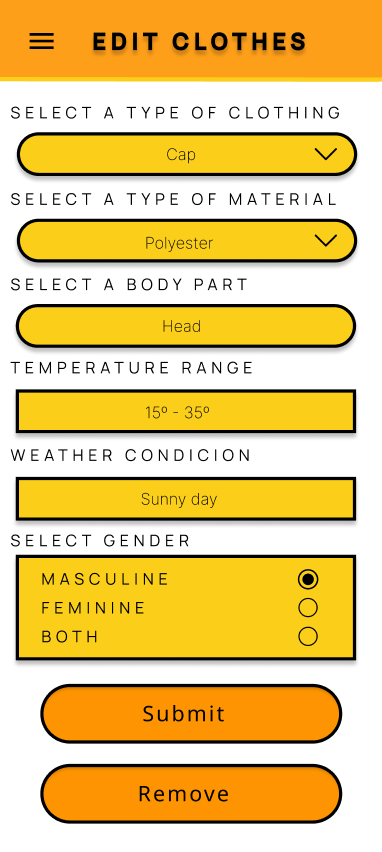 EDIT CLOTHES
SELECT A TYPE OF CLOTHING
Cap
SELECT A TYPE OF MATERIAL
Polyester
SELECT A BODY PART
Head
TEMPERATURE RANGE
15º - 35º
WEATHER CONDICION
Sunny day
SELECT GENDER
MASCULINE
FEMININE
BOTH
Submit
Remove